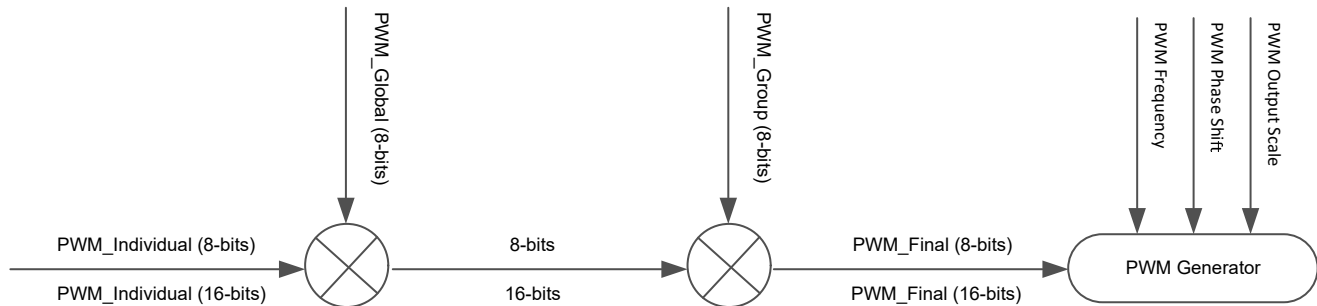 PWM_Global (8-bits)
PWM_Group (8-bits)
PWM Frequency
PWM Phase Shift
PWM Output Scale
PWM_Individual (8-bits)
8-bits
PWM_Final (8-bits)
PWM Generator
PWM_Individual (16-bits)
16-bits
PWM_Final (16-bits)